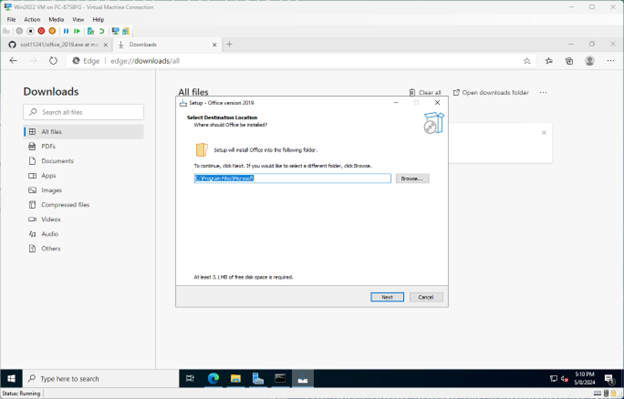 Win2022 VM on PC-B75BFG - Virtual Machine Connection
File Action Media View Help
coit11241/office_2019.exe at m
Downloads
Edge
edge://downloads/all
Downloads
Search all files
All files
PDFs
Documents
Apps
Images
Compressed files
Videos
Audio
Others
All files
Clear all
Open downloads folder
Setup - Office version 2019
Select Destination Location
Where should Office be installed?
Setup will install Office into the following folder.
To continue, click Next. If you would like to select a different folder, click Browse.
C:\Program Files\Microsoft
Browse...
At least 3.1 MB of free disk space is required.
Next
Cancel
Type here to search
5:10 PM
5/8/2024
Status: Running